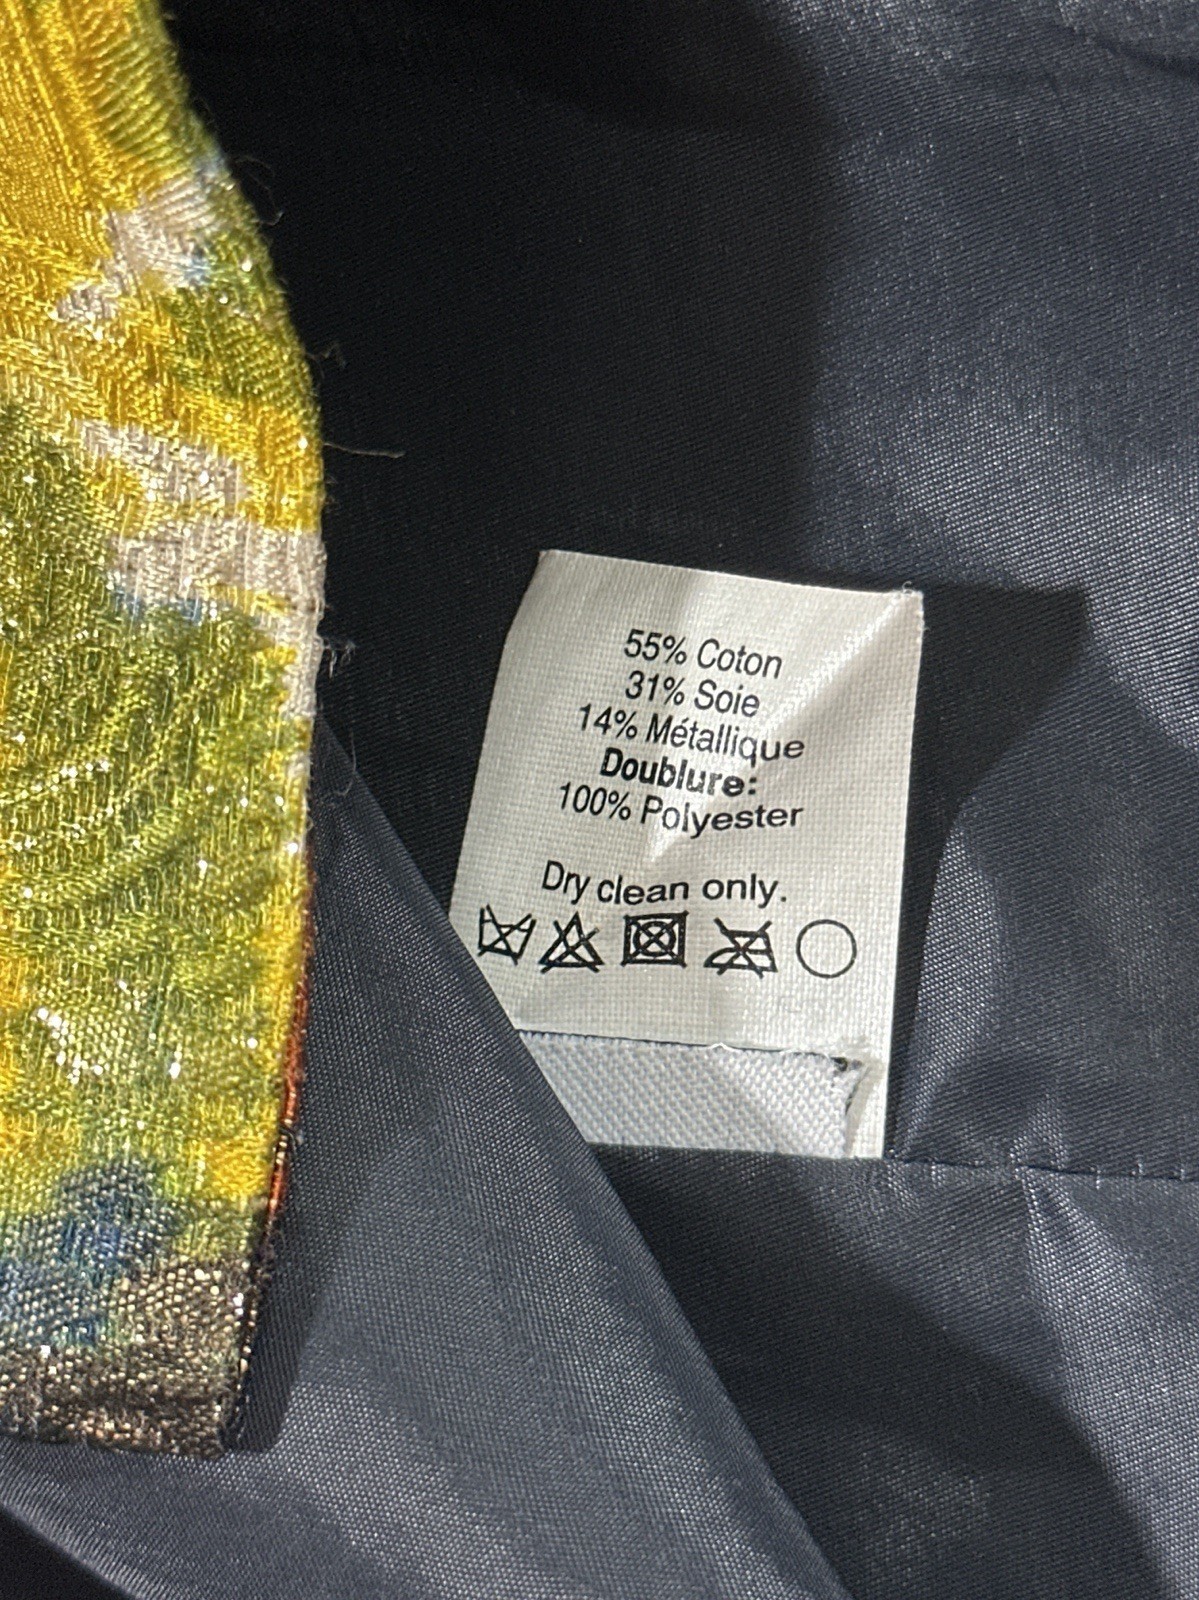 55% Coton
31% Soie
14% Métallique
Doublure:
100% Polyester
Dry clean only.